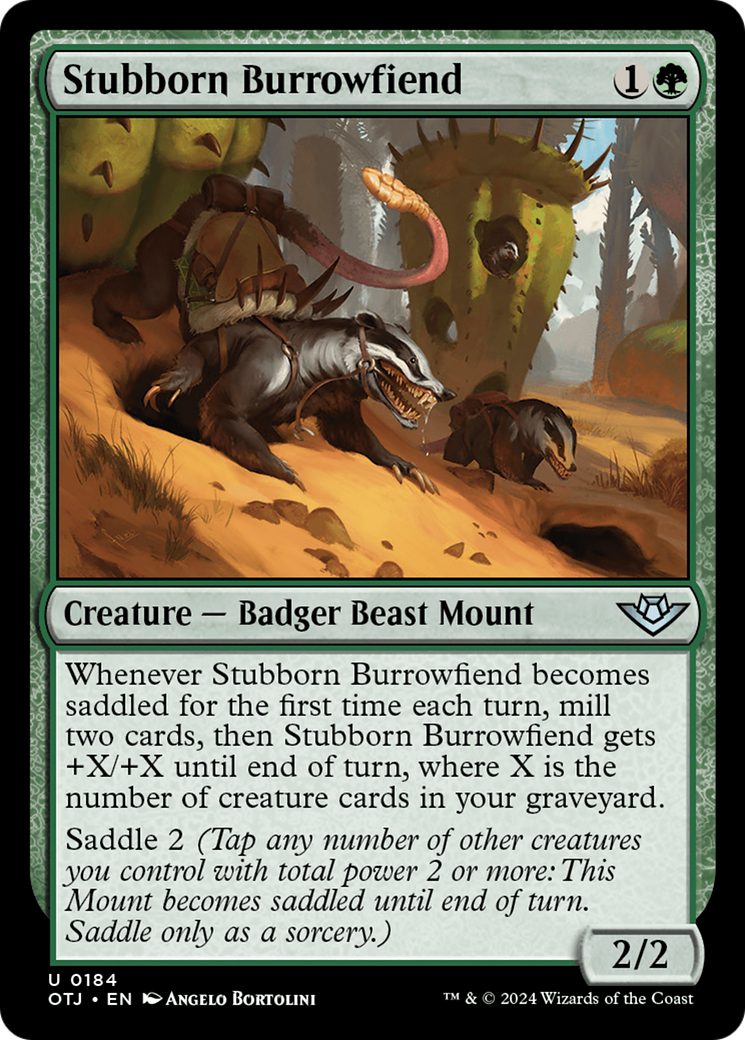 Stubborn Burrowfiend 1
Creature — Badger Beast Mount
Whenever Stubborn Burrowfiend becomes
saddled for the first time each turn, mill
two cards, then Stubborn Burrowfiend gets
+X/+X until end of turn, where X is the
number of creature cards in your graveyard.
Saddle 2 (Tap any number of other creatures
you control with total power 2 or more: This
Mount becomes saddled until end of turn.
Saddle only as a sorcery.)
2/2
U 0184
OTJ • EN Angelo Bortolini
™ & © 2024 Wizards of the Coast